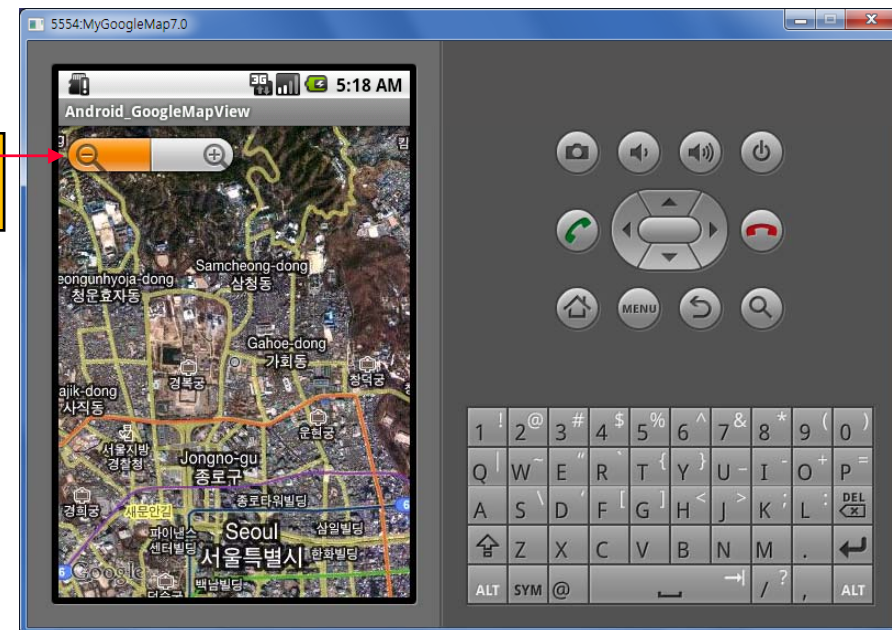 5554:MyGoogleMap7.0
3G 5:18 AM
Android_GoogleMapView
Samcheong-dong
삼청동
eongunhyoja-dong
청운효자동
Gahoe-dong
가회동
경복궁
창덕궁
ajik-dong
사직동
운현궁
서울지방
경찰청
Jongno-gu
종로구
경희궁
새문안길
종로타워빌딩
6
파이낸스
센터빌딩
Seoul
서울특별시
삼일빌딩
한화빌딩
6
Google
백남빌딩
덕수궁
MENU
1 ! 2 @ 3 # 4 $ 5 % 6 ^ 7 & 8 * 9 ( 0 )
Q | W ~ E “ R ` T { Y } U - I - O + P =
A S \ D ‘ F [ G ] H < J > K ; L : DEL
Z X C V B N M .
ALT SYM @ / ? , ALT